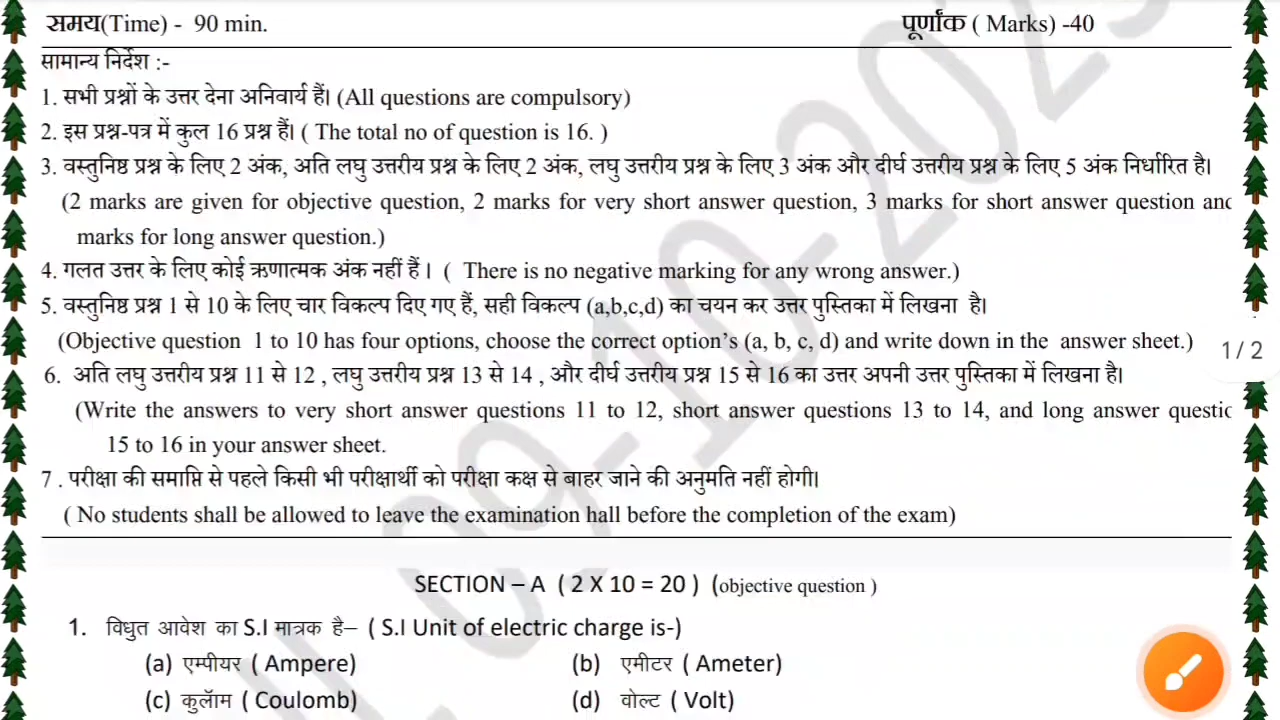 समय(Time) - 90 min. पूर्णांक ( Marks) -40
सामान्य निर्देश :-
1. सभी प्रश्नों के उत्तर देना अनिवार्य हैं। (All questions are compulsory)
2. इस प्रश्न-पत्र में कुल 16 प्रश्न हैं। ( The total no of question is 16. )
3. वस्तुनिष्ठ प्रश्न के लिए 2 अंक, अति लघु उत्तरीय प्रश्न के लिए 2 अंक, लघु उत्तरीय प्रश्न के लिए 3 अंक और दीर्घ उत्तरीय प्रश्न के लिए 5 अंक निर्धारित है।
(2 marks are given for objective question, 2 marks for very short answer question, 3 marks for short answer question and
marks for long answer question.)
4. गलत उत्तर के लिए कोई ऋणात्मक अंक नहीं हैं । ( There is no negative marking for any wrong answer.)
5. वस्तुनिष्ठ प्रश्न 1 से 10 के लिए चार विकल्प दिए गए हैं, सही विकल्प (a,b,c,d) का चयन कर उत्तर पुस्तिका में लिखना है।
(Objective question 1 to 10 has four options, choose the correct option's (a, b, c, d) and write down in the answer sheet.)
1 / 2
6. अति लघु उत्तरीय प्रश्न 11 से 12 , लघु उत्तरीय प्रश्न 13 से 14 , और दीर्घ उत्तरीय प्रश्न 15 से 16 का उत्तर अपनी उत्तर पुस्तिका में लिखना है।
(Write the answers to very short answer questions 11 to 12, short answer questions 13 to 14, and long answer questio
15 to 16 in your answer sheet.
7 . परीक्षा की समाप्ति से पहले किसी भी परीक्षार्थी को परीक्षा कक्ष से बाहर जाने की अनुमति नहीं होगी।
( No students shall be allowed to leave the examination hall before the completion of the exam)
SECTION – A ( 2 X 10 = 20 ) (objective question )
1. विधुत आवेश का S.I मात्रक है– ( S.I Unit of electric charge is-)
(a) एम्पीयर ( Ampere) (b) एमीटर ( Ameter)
(c) कुलॅाम ( Coulomb) (d) वोल्ट ( Volt)
09-10-2025